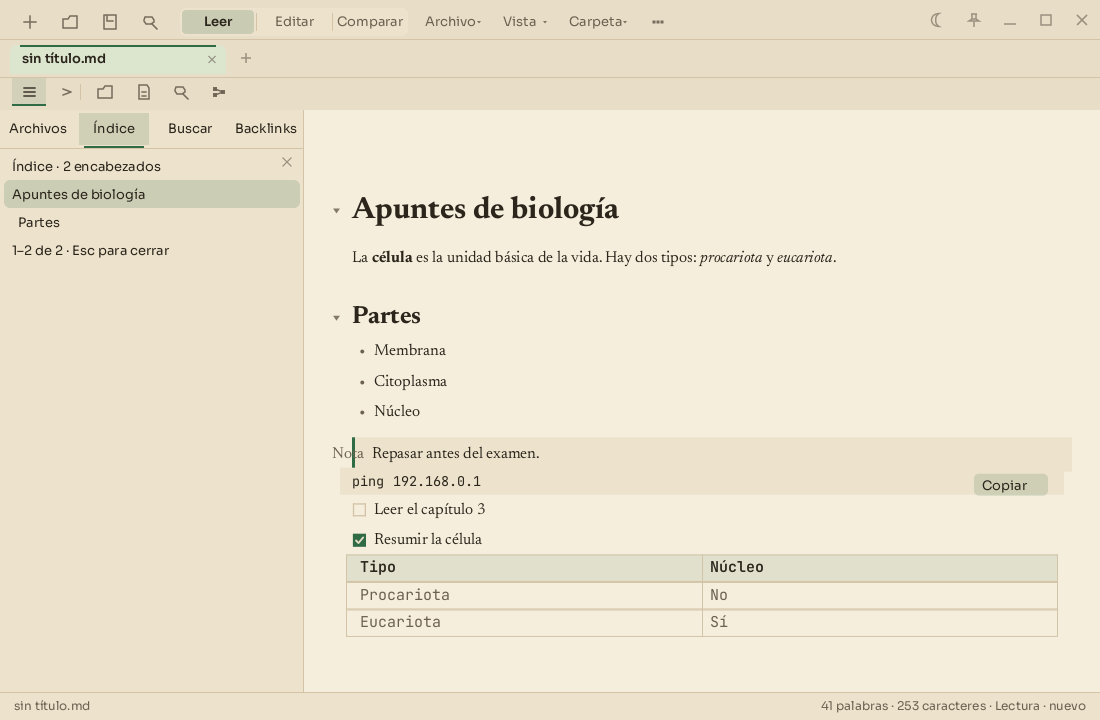 Leer Editar Comparar Archivo Vista Carpeta
sin título.md
Archivos Índice Buscar Backlinks
Índice · 2 encabezados
Apuntes de biología
Partes
1–2 de 2 · Esc para cerrar
Apuntes de biología
La célula es la unidad básica de la vida. Hay dos tipos: procariota y eucariota.
Partes
• Membrana
• Citoplasma
• Núcleo
Nota Repasar antes del examen.
ping 192.168.0.1 Copiar
Leer el capítulo 3
Resumir la célula
Tipo Núcleo
Procariota No
Eucariota Sí
sin título.md 41 palabras · 253 caracteres · Lectura · nuevo